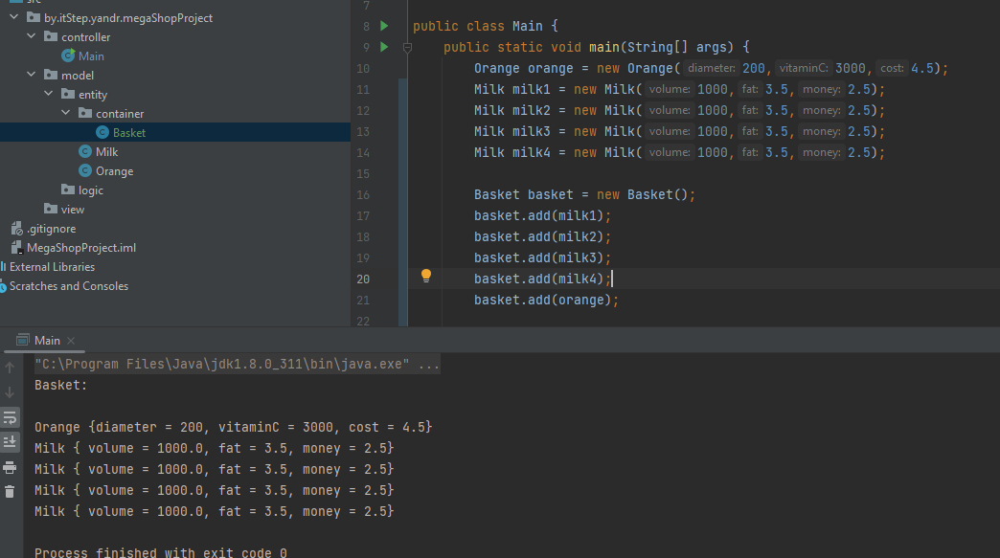 src
by.itStep.yandr.megaShopProject
controller
Main
model
entity
container
Basket
Milk
Orange
logic
view
.gitignore
MegaShopProject.iml
External Libraries
Scratches and Consoles
7
8 public class Main {
9 public static void main(String[] args) {
10 Orange orange = new Orange( diameter: 200, vitaminC: 3000, cost: 4.5);
11 Milk milk1 = new Milk( volume: 1000, fat: 3.5, money: 2.5);
12 Milk milk2 = new Milk( volume: 1000, fat: 3.5, money: 2.5);
13 Milk milk3 = new Milk( volume: 1000, fat: 3.5, money: 2.5);
14 Milk milk4 = new Milk( volume: 1000, fat: 3.5, money: 2.5);
15
16 Basket basket = new Basket();
17 basket.add(milk1);
18 basket.add(milk2);
19 basket.add(milk3);
20 basket.add(milk4);
21 basket.add(orange);
22
Main
"C:\Program Files\Java\jdk1.8.0_311\bin\java.exe" ...
Basket:
Orange {diameter = 200, vitaminC = 3000, cost = 4.5}
Milk { volume = 1000.0, fat = 3.5, money = 2.5}
Milk { volume = 1000.0, fat = 3.5, money = 2.5}
Milk { volume = 1000.0, fat = 3.5, money = 2.5}
Milk { volume = 1000.0, fat = 3.5, money = 2.5}
Process finished with exit code 0